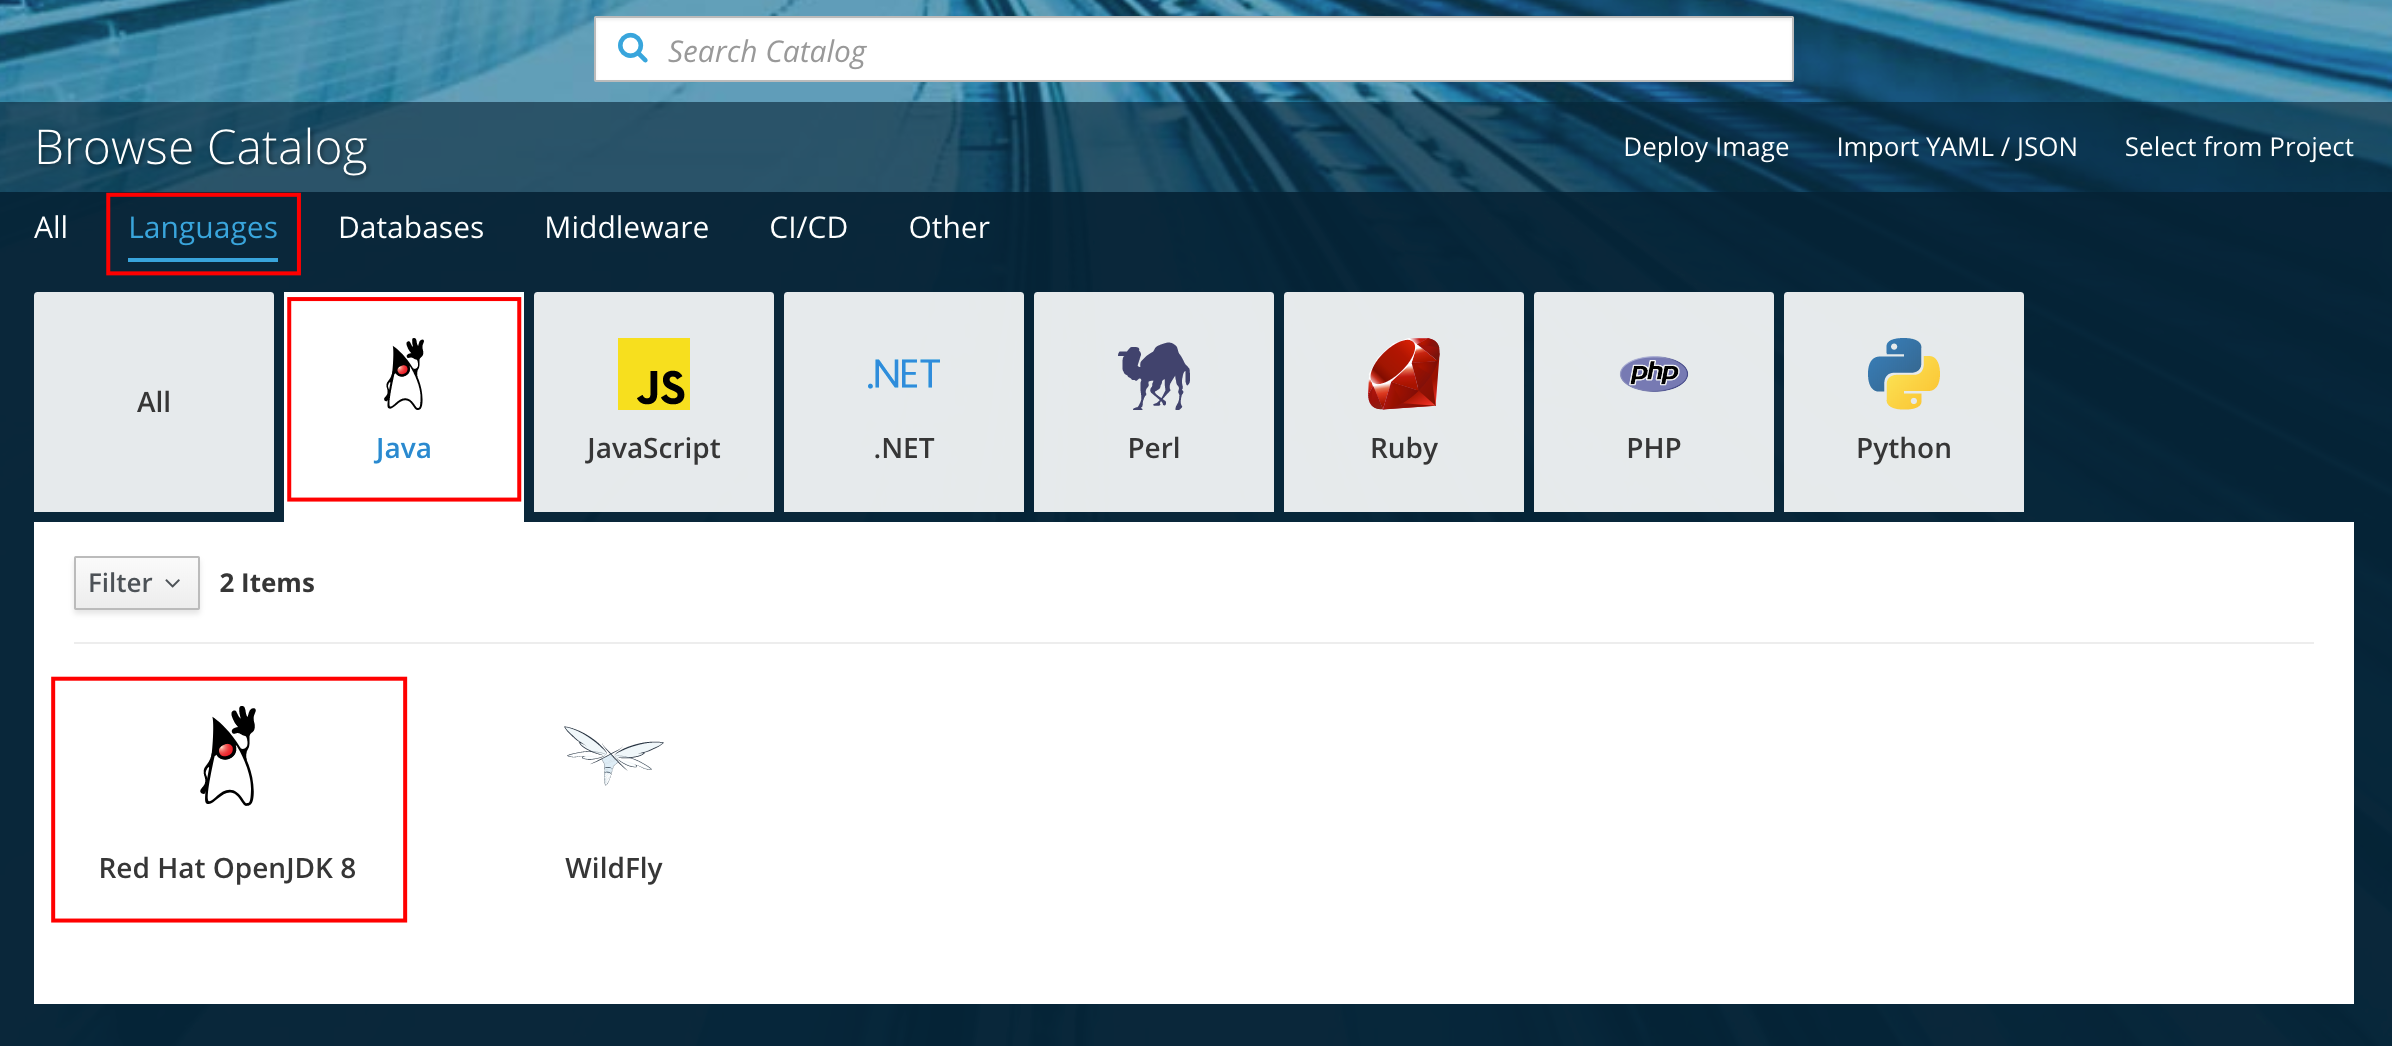 Search Catalog
Browse Catalog
Deploy Image
Import YAML / JSON
Select from Project
All
Languages
Databases
Middleware
CI/CD
Other
All
Java
JS
JavaScript
.NET
.NET
Perl
Ruby
php
PHP
Python
Filter
2 Items
Red Hat OpenJDK 8
WildFly